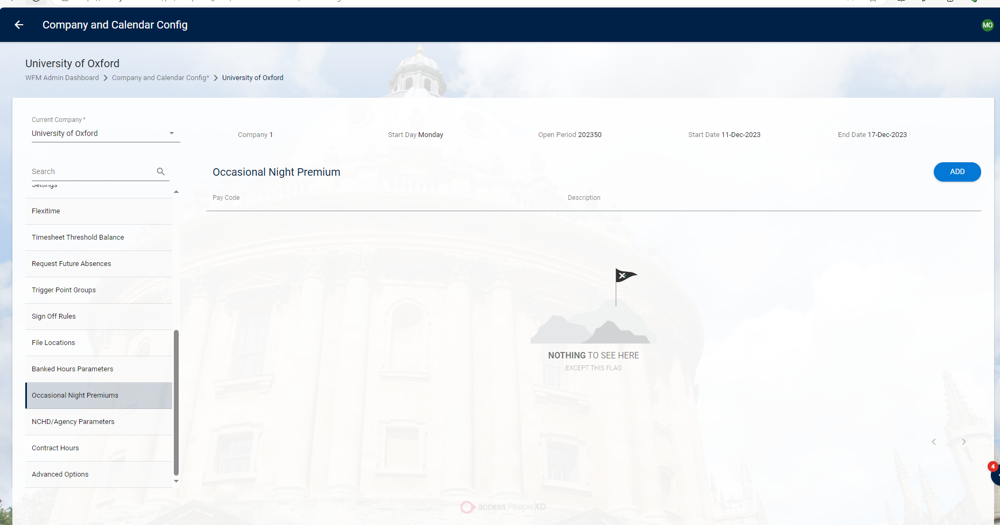 Company and Calendar Config
MO
University of Oxford
WFM Admin Dashboard > Company and Calendar Config* > University of Oxford
Current Company *
University of Oxford
Company 1
Start Day Monday
Open Period 202350
Start Date 11-Dec-2023
End Date 17-Dec-2023
Search
Settings
Flexitime
Timesheet Threshold Balance
Request Future Absences
Trigger Point Groups
Sign Off Rules
File Locations
Banked Hours Parameters
Occasional Night Premiums
NCHD/Agency Parameters
Contract Hours
Advanced Options
Occasional Night Premium
ADD
Pay Code
Description
X
NOTHING TO SEE HERE
EXCEPT THIS FLAG
4
access PeopleXD